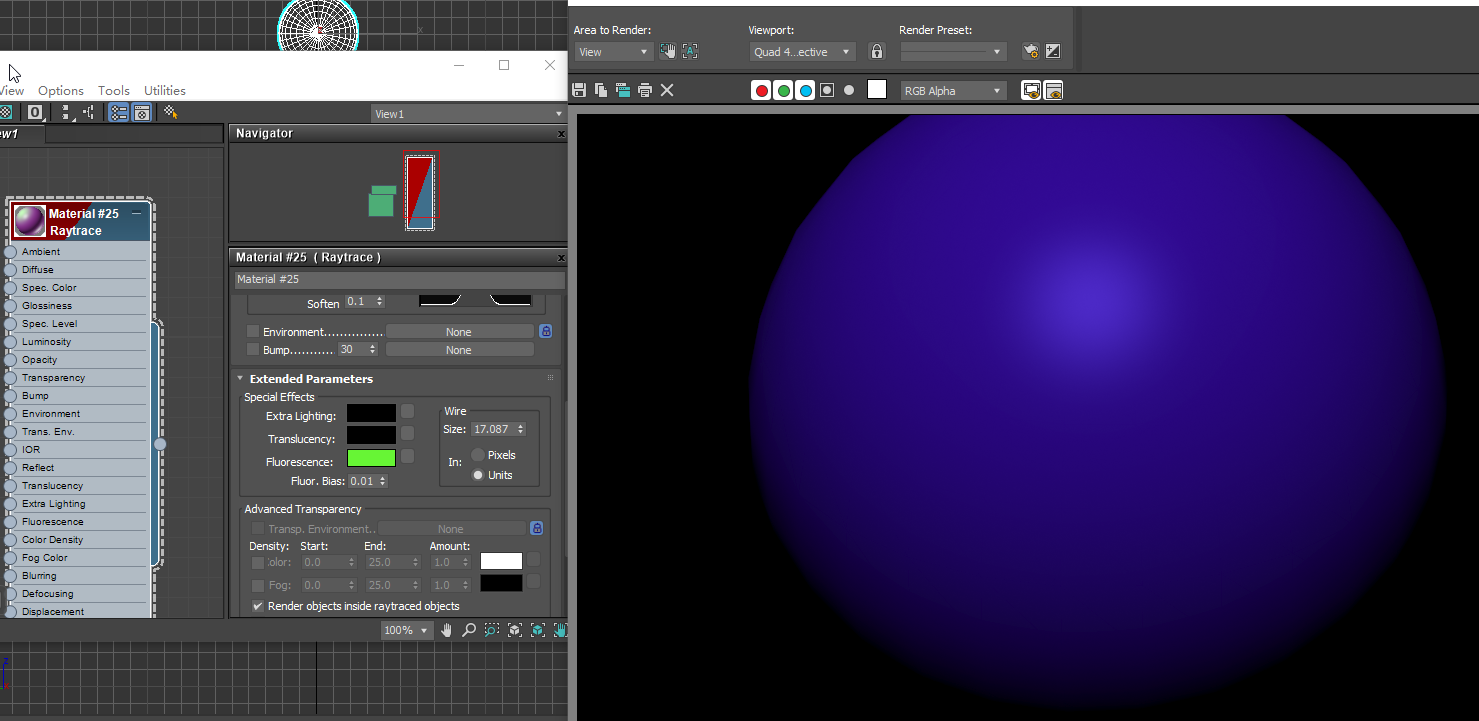 x
Area to Render:
Viewport:
Render Preset:
View
Quad 4...ective
View Options Tools Utilities
RGB Alpha
0
View1
ew1
Navigator
Material #25
Raytrace
Ambient
Diffuse
Spec. Color
Glossiness
Spec. Level
Luminosity
Opacity
Transparency
Bump
Environment
Trans. Env.
IOR
Reflect
Translucency
Extra Lighting
Fluorescence
Color Density
Fog Color
Blurring
Defocusing
Displacement
Material #25 ( Raytrace )
Material #25
Soften 0.1
Environment............... None
Bump........... 30 None
Extended Parameters
Special Effects
Extra Lighting:
Translucency:
Fluorescence:
Fluor. Bias: 0.01
Wire
Size: 17.087
In: Pixels
Units
Advanced Transparency
Transp. Environment.. None
Density: Start: End: Amount:
Color: 0.0 25.0 1.0
Fog: 0.0 25.0 1.0
Render objects inside raytraced objects
100%
z